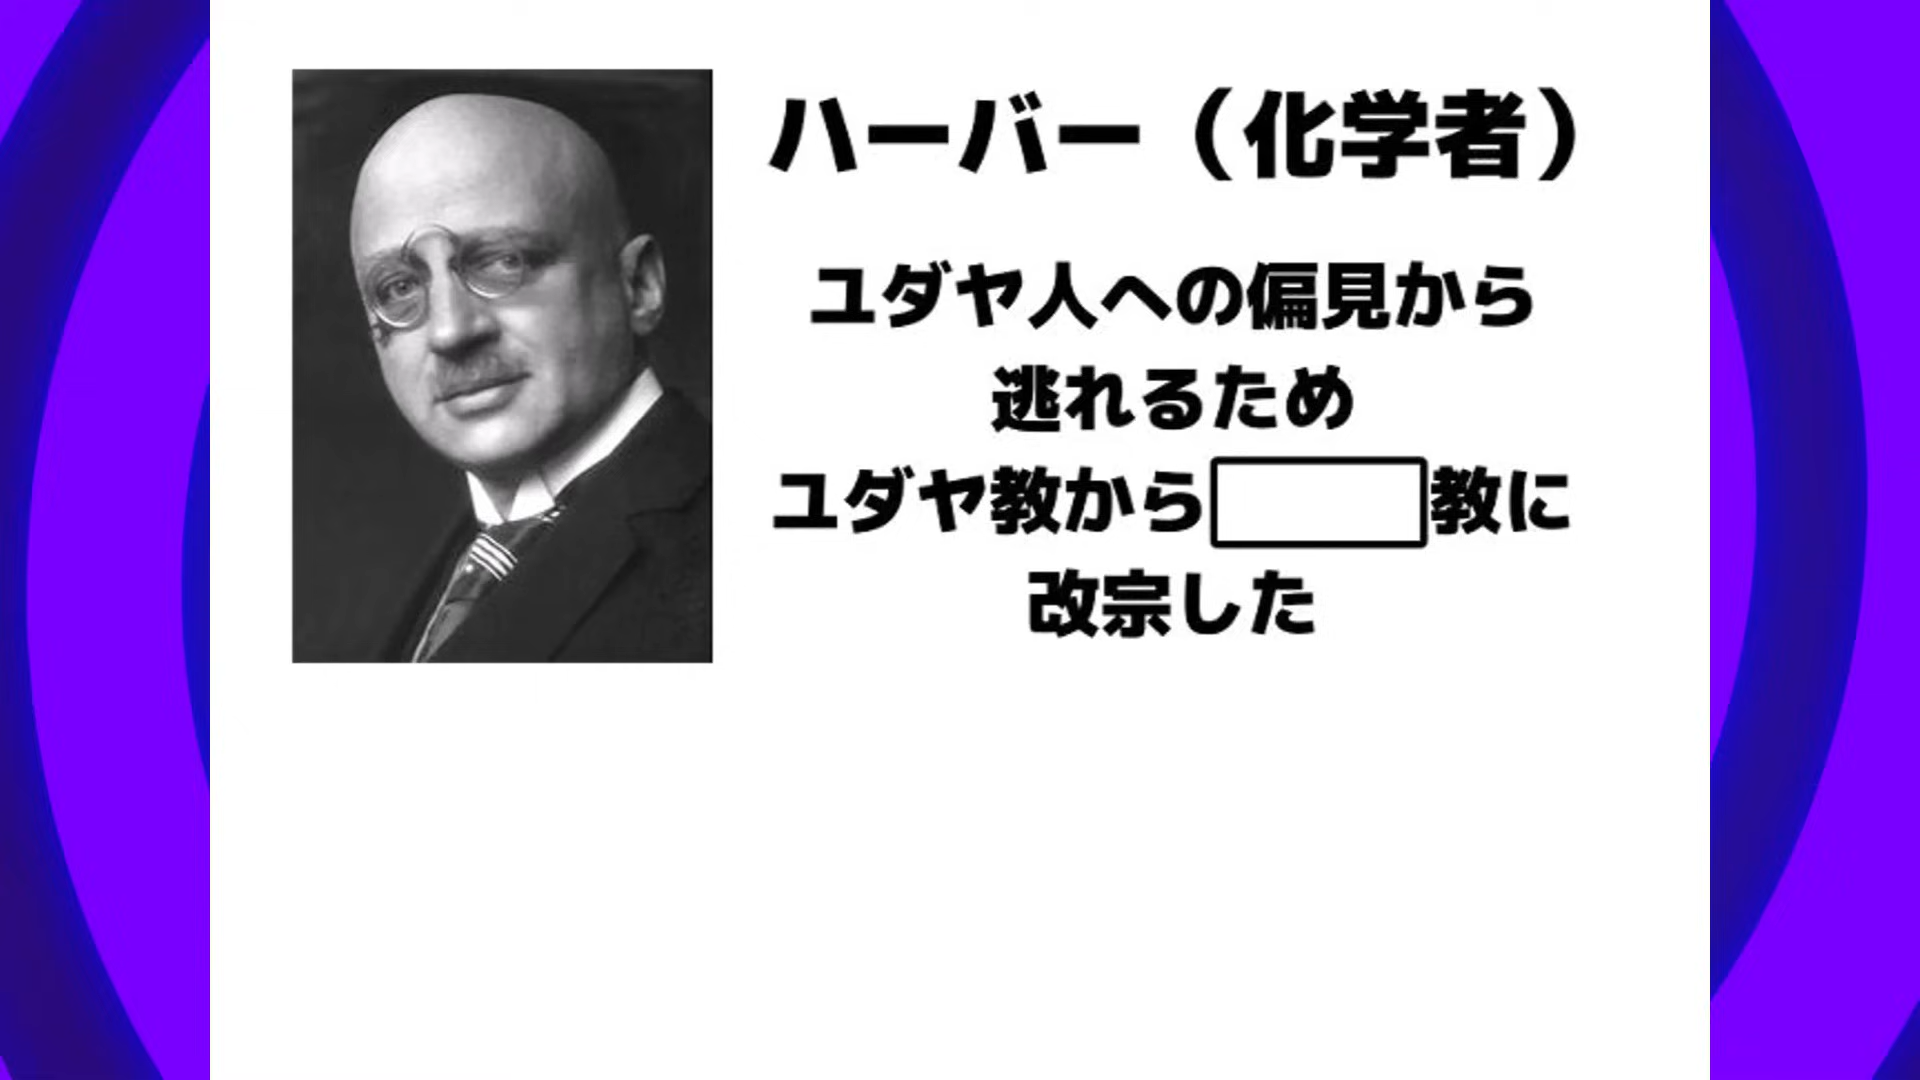 ハーバー（化学者）
ユダヤ人への偏見から
逃れるため
ユダヤ教から 教に
改宗した